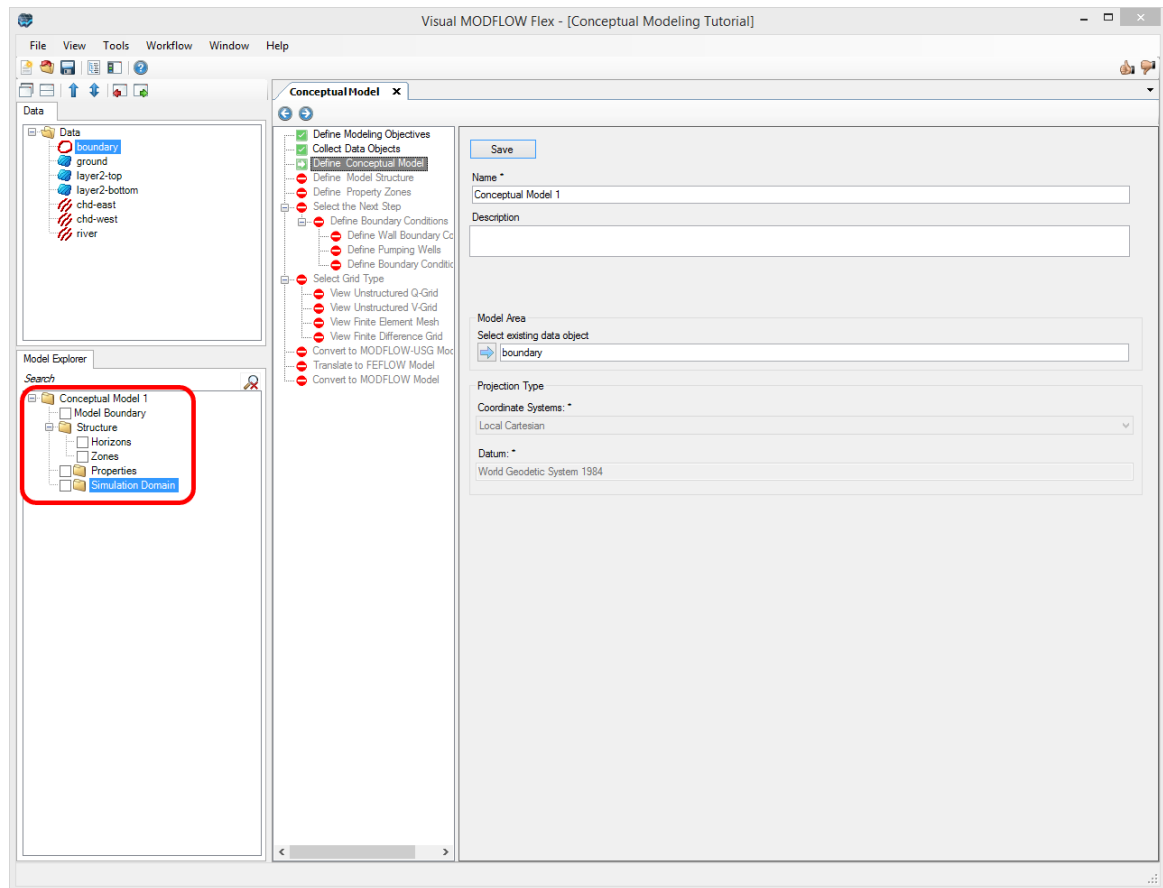 Visual MODFLOW Flex - [Conceptual Modeling Tutorial]
File View Tools Workflow Window Help
Data
Data
boundary
ground
layer2-top
layer2-bottom
chd-east
chd-west
river
Model Explorer
Search
Conceptual Model 1
Model Boundary
Structure
Horizons
Zones
Properties
Simulation Domain
ConceptualModel X
Define Modeling Objectives
Collect Data Objects
Define Conceptual Model
Define Model Structure
Define Property Zones
Select the Next Step
Define Boundary Conditions
Define Wall Boundary Co
Define Pumping Wells
Define Boundary Conditic
Select Grid Type
View Unstructured Q-Grid
View Unstructured V-Grid
View Finite Element Mesh
View Finite Difference Grid
Convert to MODFLOW-USG Moc
Translate to FEFLOW Model
Convert to MODFLOW Model
Save
Name *
Conceptual Model 1
Description
Model Area
Select existing data object
boundary
Projection Type
Coordinate Systems: *
Local Cartesian
Datum: *
World Geodetic System 1984